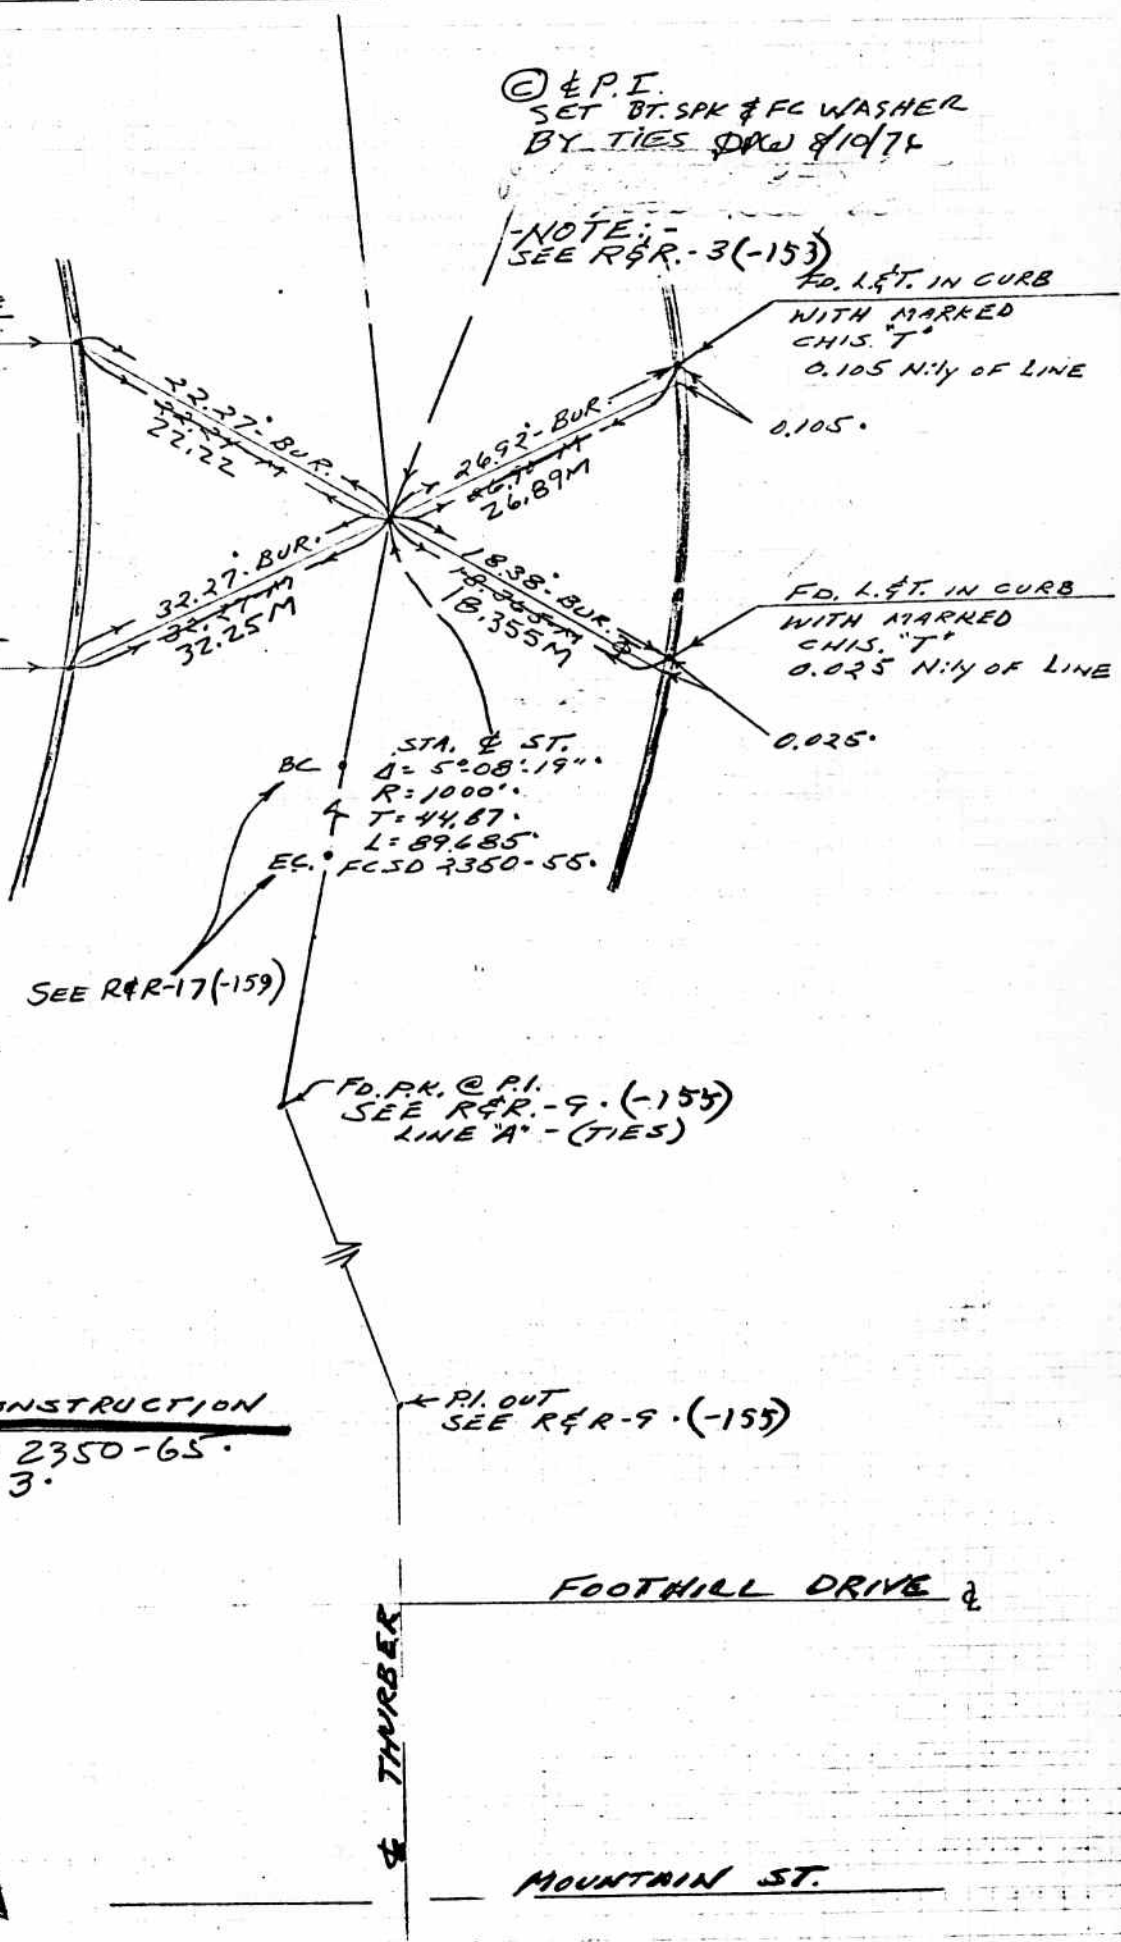 Ⓒ ℄ P.I.
SET BT. SPK & FC WASHER
BY TIES 8/10/76
-NOTE:-
SEE R&R.-3(-153)
FD. L.&T. IN CURB
WITH MARKED
CHIS. "T"
0.105 N:ly OF LINE
0.105.
22.27'-BUR.
22.22
26.92'-BUR.
26.89M
32.27'-BUR.
32.25M
18.38'-BUR.
18.365-M
18.355M
FD. L.&T. IN CURB
WITH MARKED
CHIS. "T"
0.025 N:ly OF LINE
0.025.
STA. ℄ ST.
BC Δ= 5°-08'-19".
R=1000'.
T=44.87.
L=89.685'
EC. FCSD 2350-55.
SEE R&R-17(-159)
FD. P.K. @ P.I.
SEE R&R.-9.(-155)
LINE "A"-(TIES)
P.I. OUT
SEE R&R-9.(-155)
NSTRUCTION
2350-65.
3.
FOOTHILL DRIVE ℄
℄ THURBER
MOUNTAIN ST.